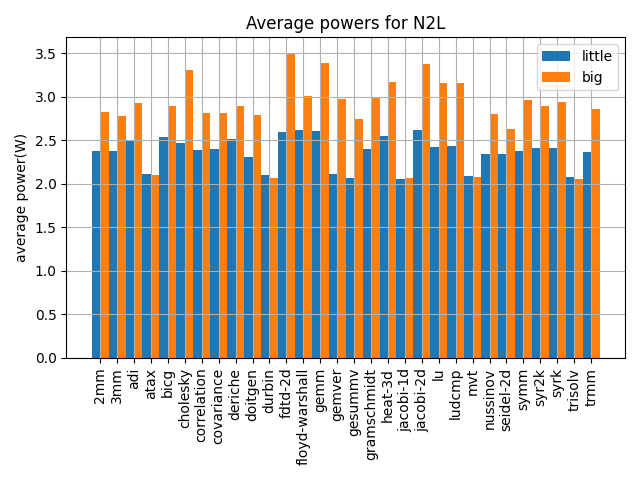 Average powers for N2L
little
big
average power(W)
3.5
3.0
2.5
2.0
1.5
1.0
0.5
0.0
2mm
3mm
adi
atax
bicg
cholesky
correlation
covariance
deriche
doitgen
durbin
fdtd-2d
floyd-warshall
gemm
gemver
gesummv
gramschmidt
heat-3d
jacobi-1d
jacobi-2d
lu
ludcmp
mvt
nussinov
seidel-2d
symm
syr2k
syrk
trisolv
trmm